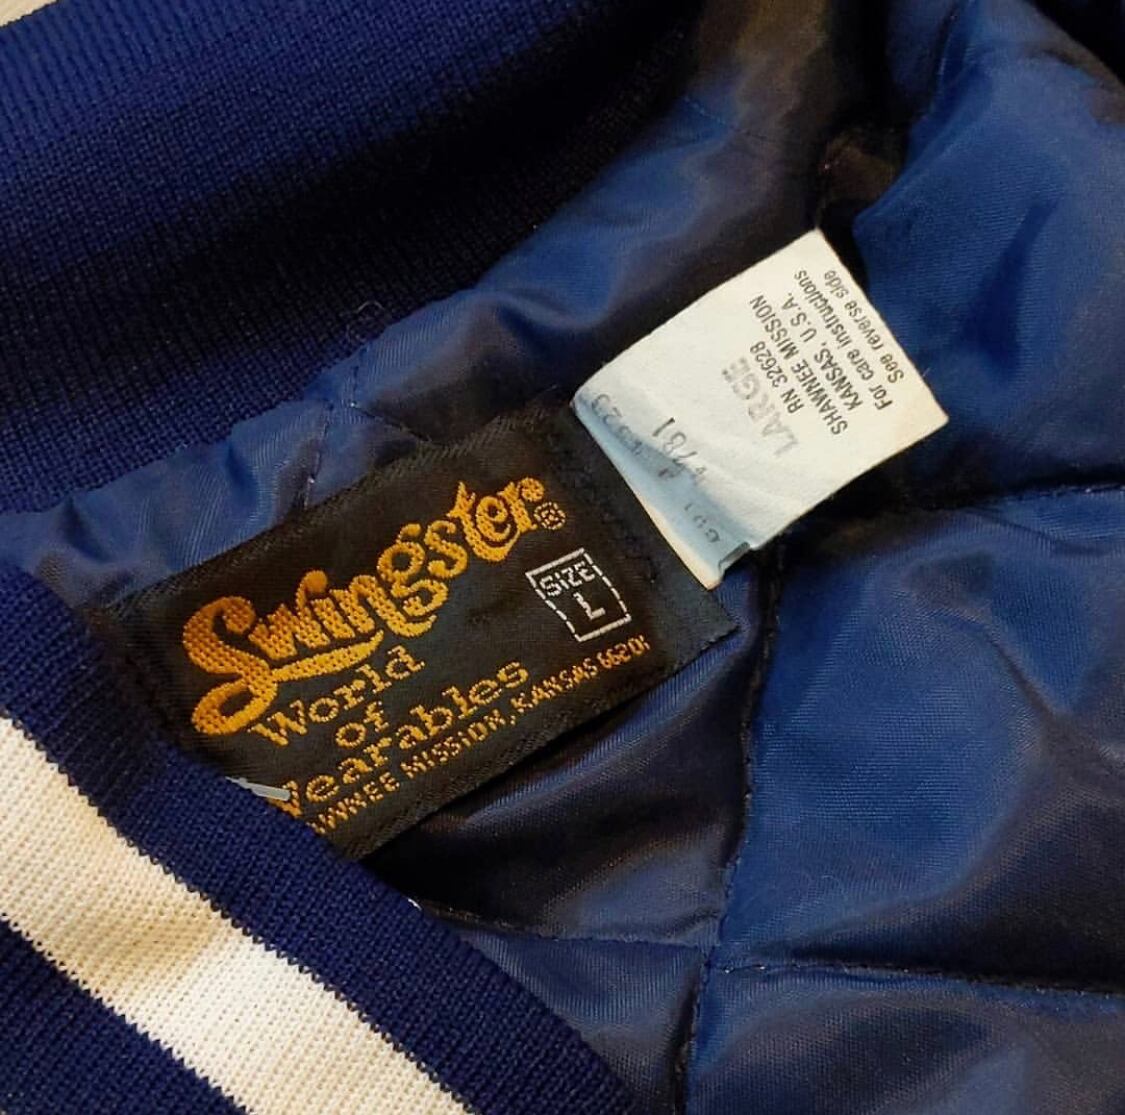 Swingster®
World
of
Wearables
SHAWNEE MISSION, KANSAS 66201
SIZE
L
LARGE
RN 32628
SHAWNEE MISSION
KANSAS, U.S.A.
For care instructions
See reverse side